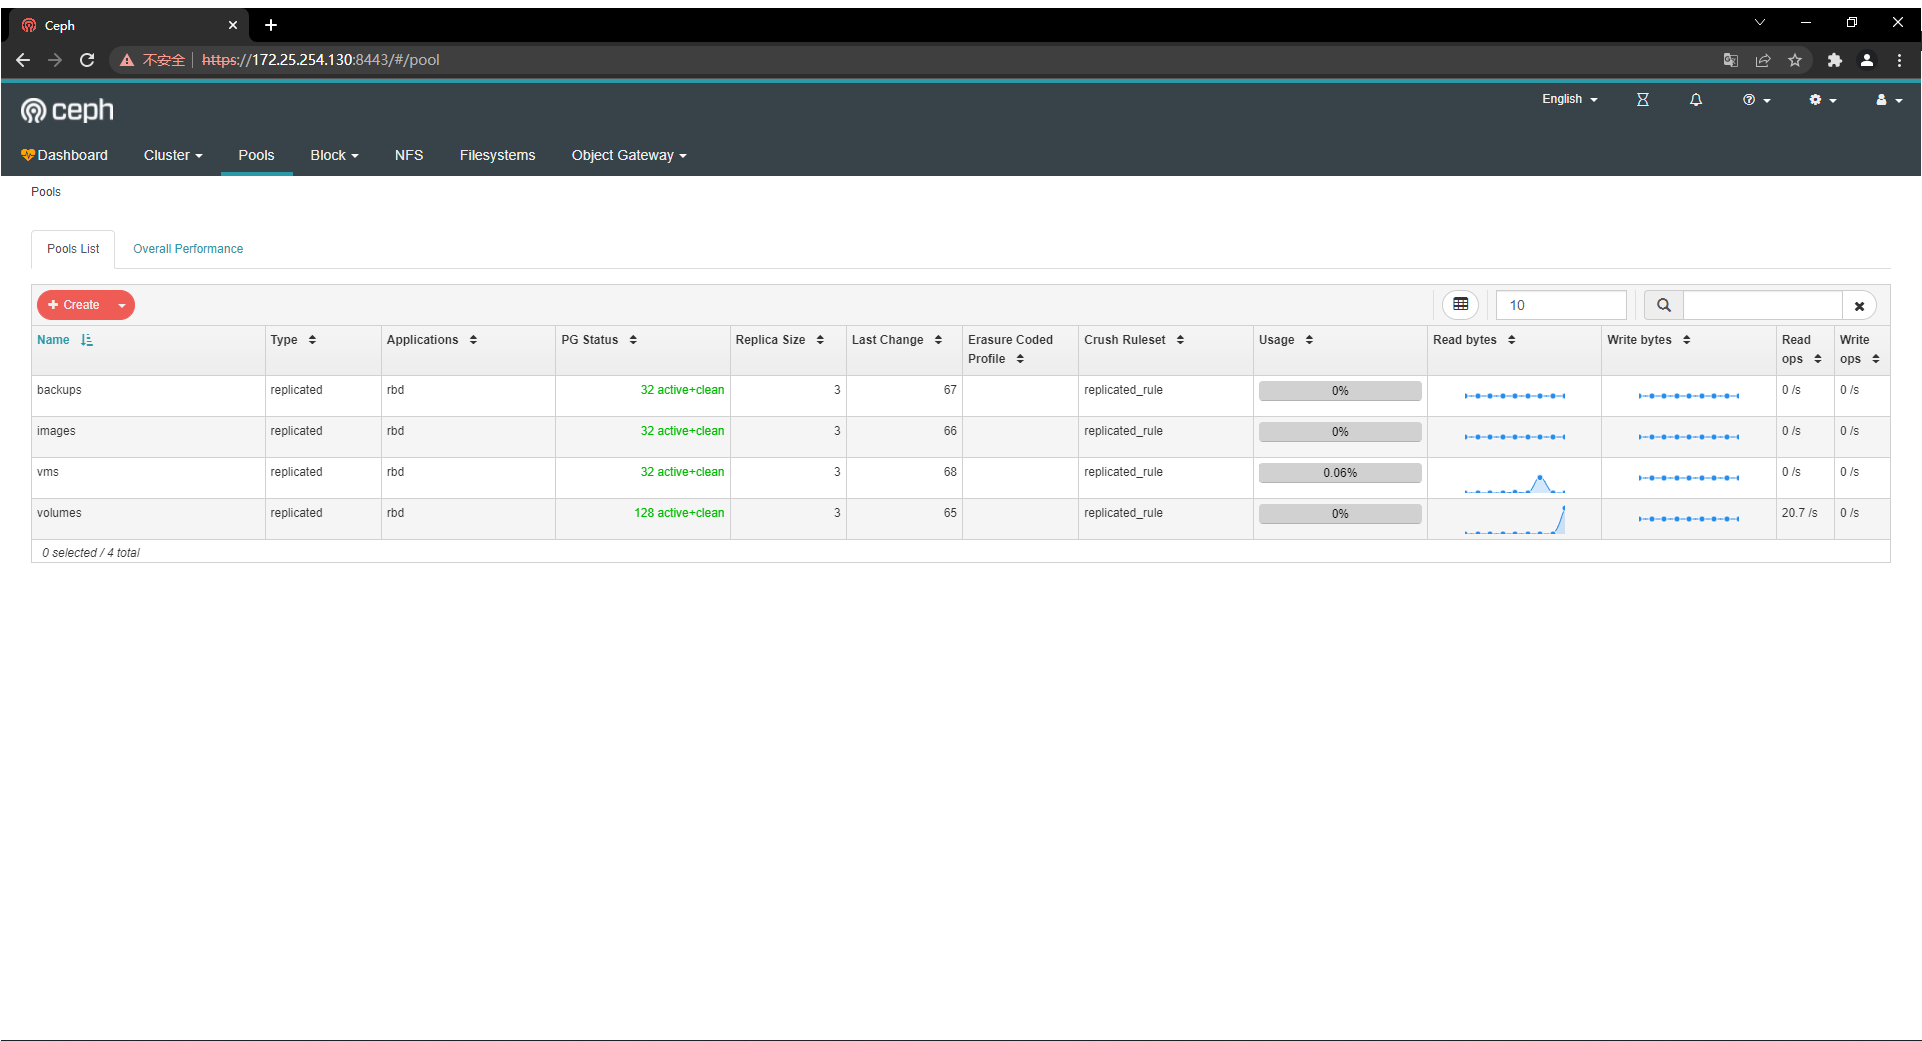 Ceph
不安全 https://172.25.254.130:8443/#/pool
ceph
English
Dashboard Cluster Pools Block NFS Filesystems Object Gateway
Pools
Pools List Overall Performance
Create 10
Name Type Applications PG Status Replica Size Last Change Erasure Coded Profile Crush Ruleset Usage Read bytes Write bytes Read ops Write ops
backups replicated rbd 32 active+clean 3 67 replicated_rule 0% 0 /s 0 /s
images replicated rbd 32 active+clean 3 66 replicated_rule 0% 0 /s 0 /s
vms replicated rbd 32 active+clean 3 68 replicated_rule 0.06% 0 /s 0 /s
volumes replicated rbd 128 active+clean 3 65 replicated_rule 0% 20.7 /s 0 /s
0 selected / 4 total